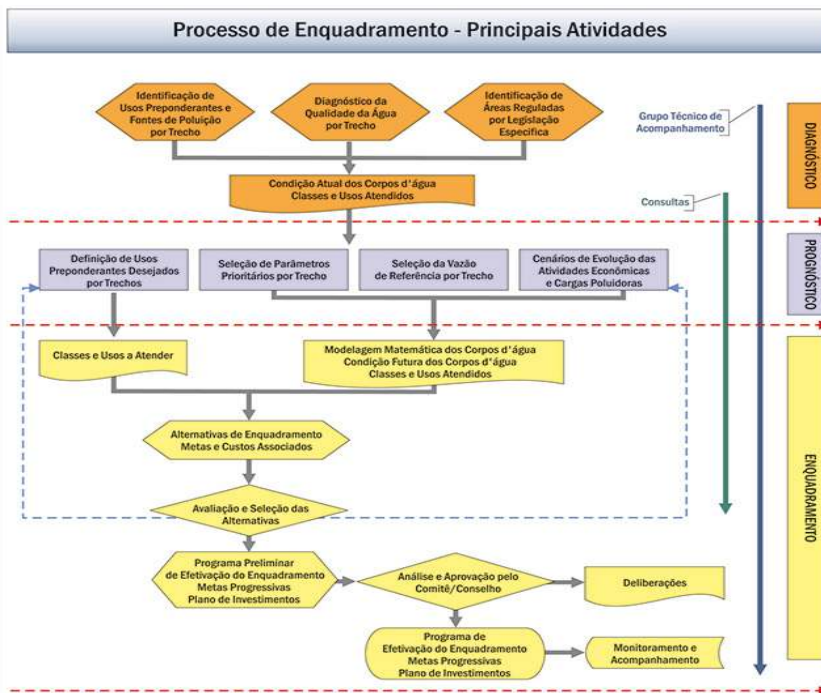 Processo de Enquadramento - Principais Atividades
Identificação de
Usos Preponderantes e
Fontes de Poluição
por Trecho
Diagnóstico da
Qualidade da Água
por Trecho
Identificação de
Áreas Reguladas
por Legislação
Especifica
Grupo Técnico de
Acompanhamento
DIAGNÓSTICO
Condição Atual dos Corpos d'água
Classes e Usos Atendidos
Consultas
Definição de Usos
Preponderantes Desejados
por Trechos
Seleção de Parâmetros
Prioritários por Trecho
Seleção da Vazão
de Referência por Trecho
Cenários de Evolução das
Atividades Econômicas
e Cargas Poluidoras
PROGNÓSTICO
Classes e Usos a Atender
Modelagem Matemática dos Corpos d'água
Condição Futura dos Corpos d'água
Classes e Usos Atendidos
Alternativas de Enquadramento
Metas e Custos Associados
ENQUADRAMENTO
Avaliação e Seleção das
Alternativas
Programa Preliminar
de Efetivação do Enquadramento
Metas Progressivas
Plano de Investimentos
Análise e Aprovação pelo
Comitê/Conselho
Deliberações
Programa de
Efetivação do Enquadramento
Metas Progressivas
Plano de Investimentos
Monitoramento e
Acompanhamento